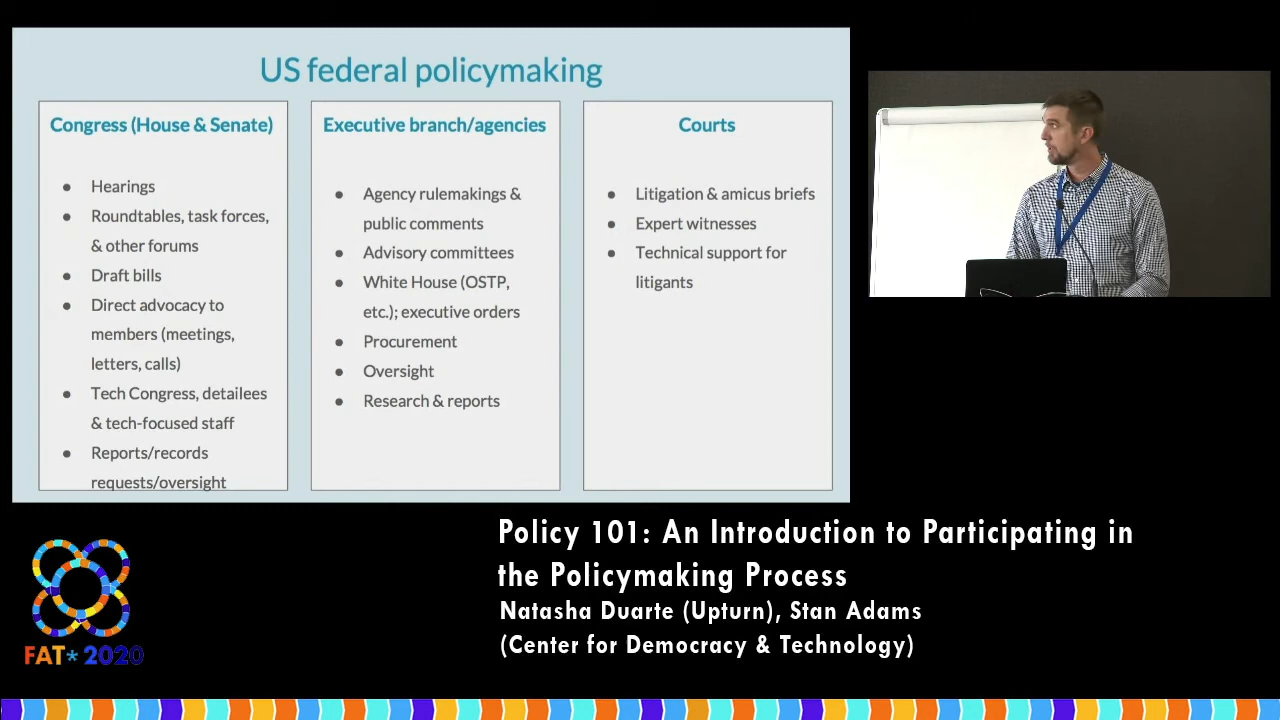 US federal policymaking
Congress (House & Senate)
Hearings
Roundtables, task forces,
& other forums
Draft bills
Direct advocacy to
members (meetings,
letters, calls)
Tech Congress, detailees
& tech-focused staff
Reports/records
requests/oversight
Executive branch/agencies
Agency rulemakings &
public comments
Advisory committees
White House (OSTP,
etc.); executive orders
Procurement
Oversight
Research & reports
Courts
Litigation & amicus briefs
Expert witnesses
Technical support for
litigants
Policy 101: An Introduction to Participating in
the Policymaking Process
Natasha Duarte (Upturn), Stan Adams
(Center for Democracy & Technology)
FAT* 2020